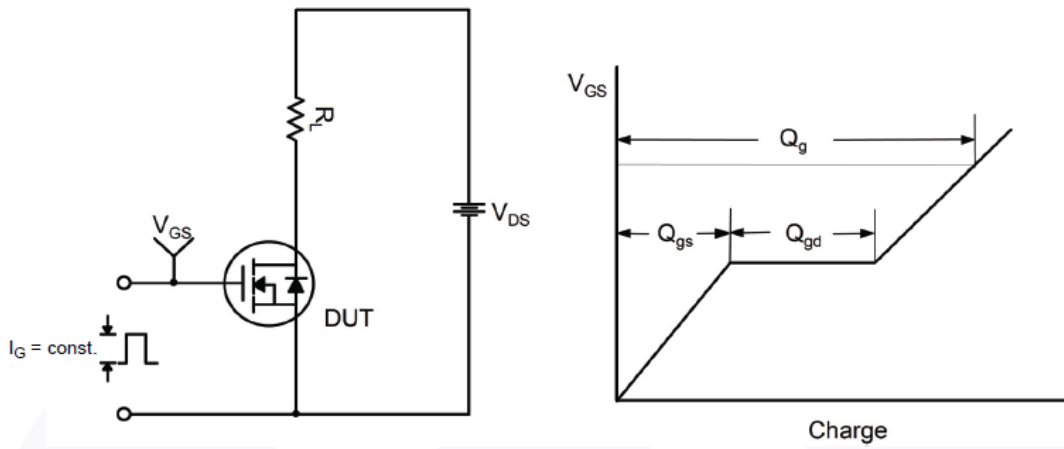 R_L
V_DS
V_GS
DUT
I_G = const.
V_GS
Q_g
Q_gs
Q_gd
Charge